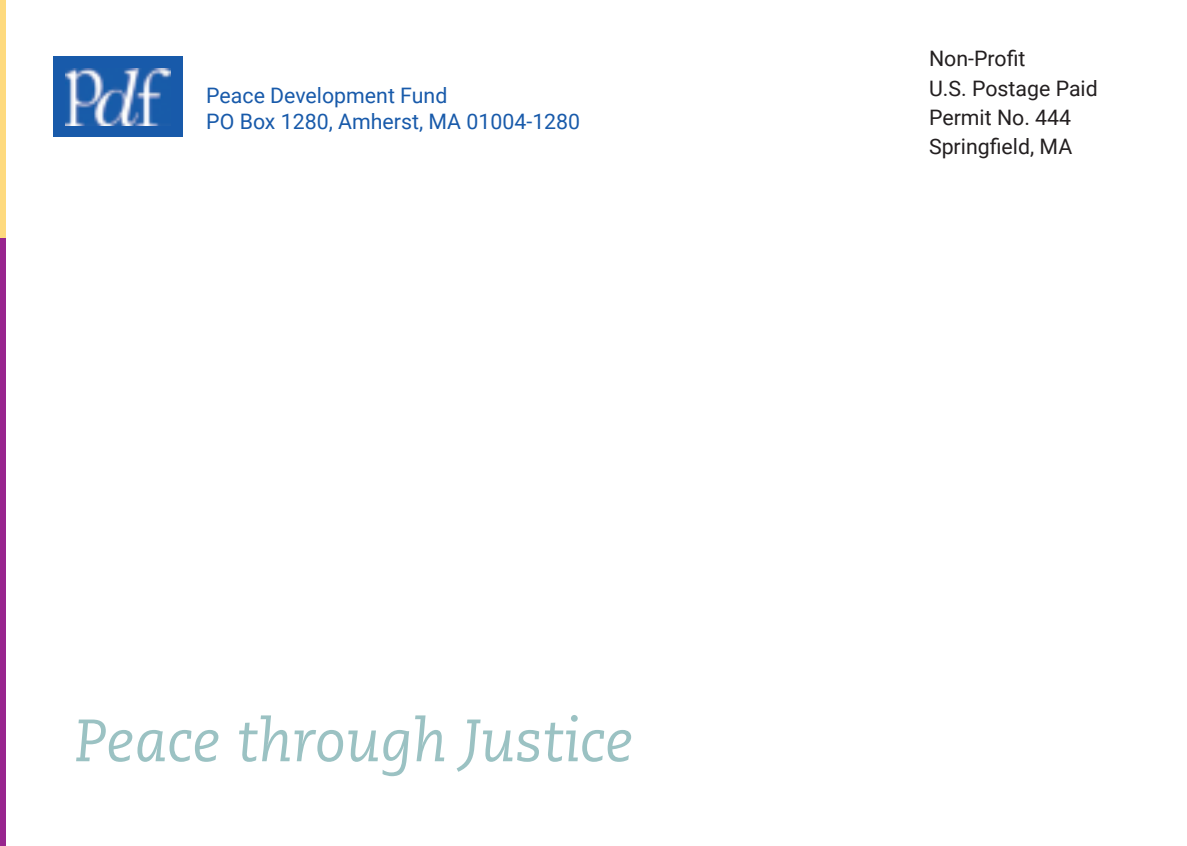 Pdf
Peace Development Fund
PO Box 1280, Amherst, MA 01004-1280
Non-Profit
U.S. Postage Paid
Permit No. 444
Springfield, MA
Peace through Justice